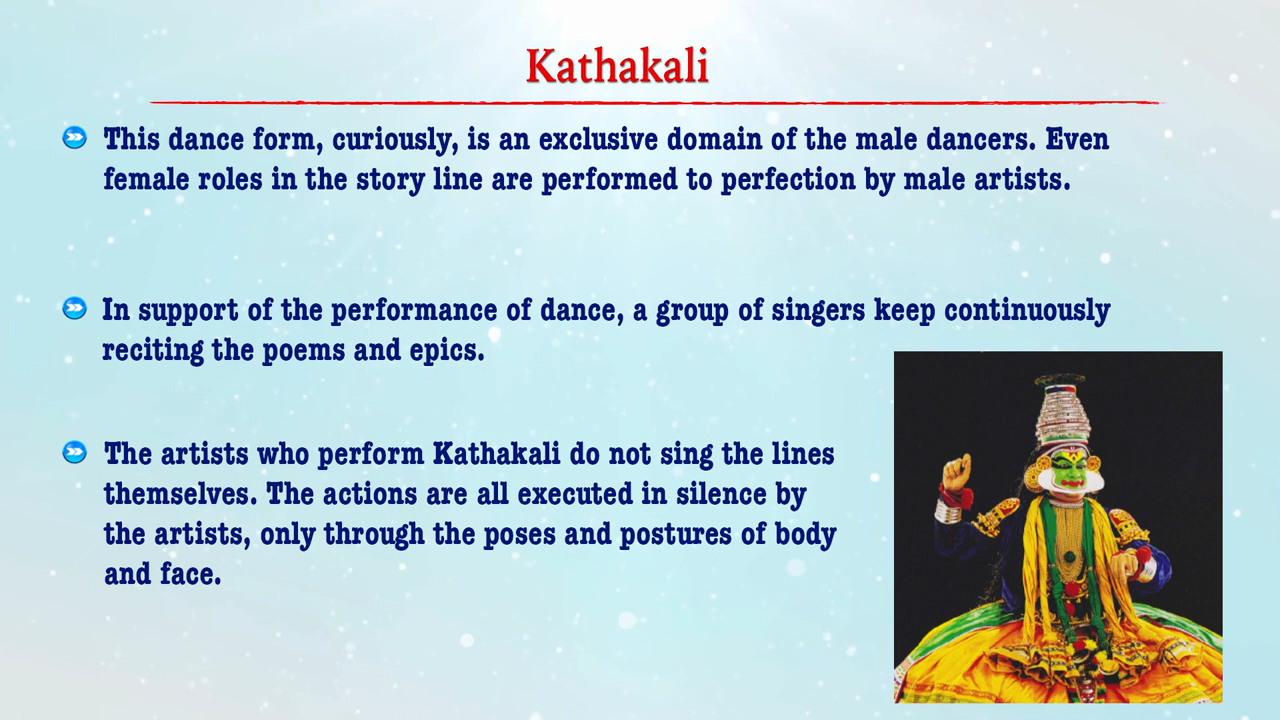 Kathakali
This dance form, curiously, is an exclusive domain of the male dancers. Even
female roles in the story line are performed to perfection by male artists.
In support of the performance of dance, a group of singers keep continuously
reciting the poems and epics.
The artists who perform Kathakali do not sing the lines
themselves. The actions are all executed in silence by
the artists, only through the poses and postures of body
and face.